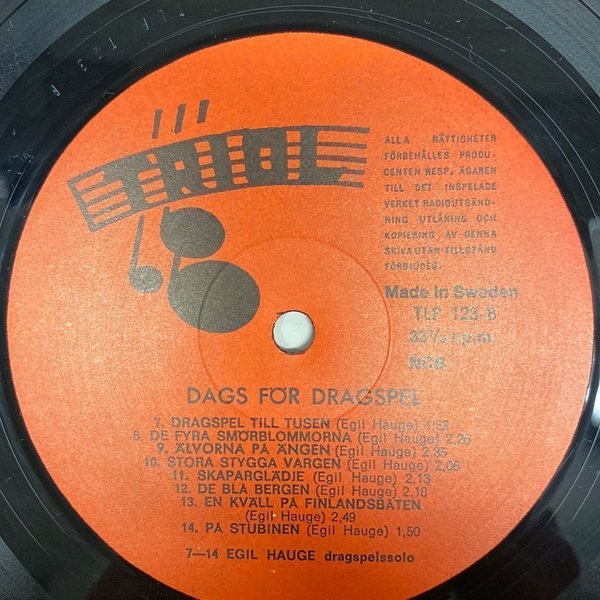 TRIOL
ALLA RÄTTIGHETER
FÖRBEHÅLLES PRODU-
CENTEN RESP. ÄGAREN
TILL DET INSPELADE
VERKET RADIOUTSÄND-
NING UTLÅNING OCH
KOPIERING AV DENNA
SKIVA UTAN TILLSTÅND
FÖRBJUDES.
Made in Sweden
TLP 123-B
33⅓ r.p.m.
NCB
DAGS FÖR DRAGSPEL
7. DRAGSPEL TILL TUSEN (Egil Hauge)
8. DE FYRA SMÖRBLOMMORNA (Egil Hauge) 2,26
9. ÄLVORNA PÅ ÄNGEN (Egil Hauge) 2,35
10. STORA STYGGA VARGEN (Egil Hauge) 2,06
11. SKAPARGLÄDJE (Egil Hauge) 2,13
12. DE BLÅ BERGEN (Egil Hauge) 2,18
13. EN KVÄLL PÅ FINLANDSBÅTEN
(Egil Hauge) 2,49
14. PÅ STUBINEN (Egil Hauge) 1,50
7—14 EGIL HAUGE dragspelssolo